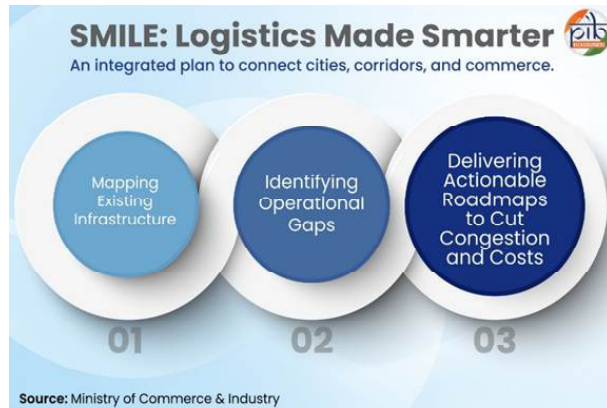 SMILE: Logistics Made Smarter
An integrated plan to connect cities, corridors, and commerce.
pib
Mapping
Existing
Infrastructure
Identifying
Operational
Gaps
Delivering
Actionable
Roadmaps
to Cut
Congestion
and Costs
01
02
03
Source: Ministry of Commerce & Industry